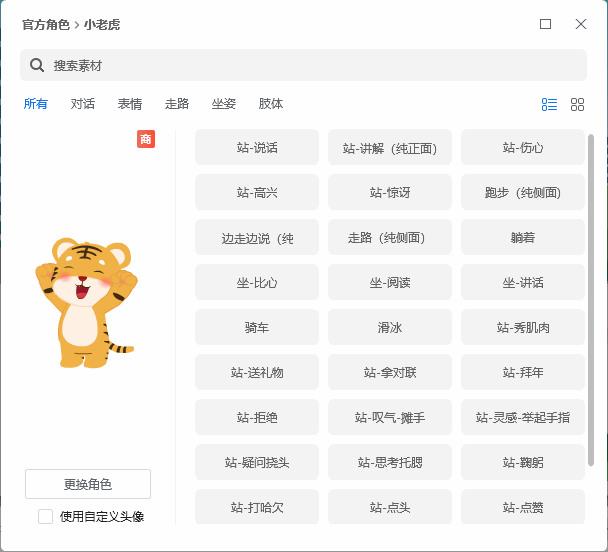 官方角色 > 小老虎
搜索素材
所有 对话 表情 走路 坐姿 肢体
商
站-说话 站-讲解（纯正面） 站-伤心
站-高兴 站-惊讶 跑步（纯侧面）
边走边说（纯 走路（纯侧面） 躺着
坐-比心 坐-阅读 坐-讲话
骑车 滑冰 站-秀肌肉
站-送礼物 站-拿对联 站-拜年
站-拒绝 站-叹气-摊手 站-灵感-举起手指
站-疑问挠头 站-思考托腮 站-鞠躬
站-打哈欠 站-点头 站-点赞
更换角色
使用自定义头像